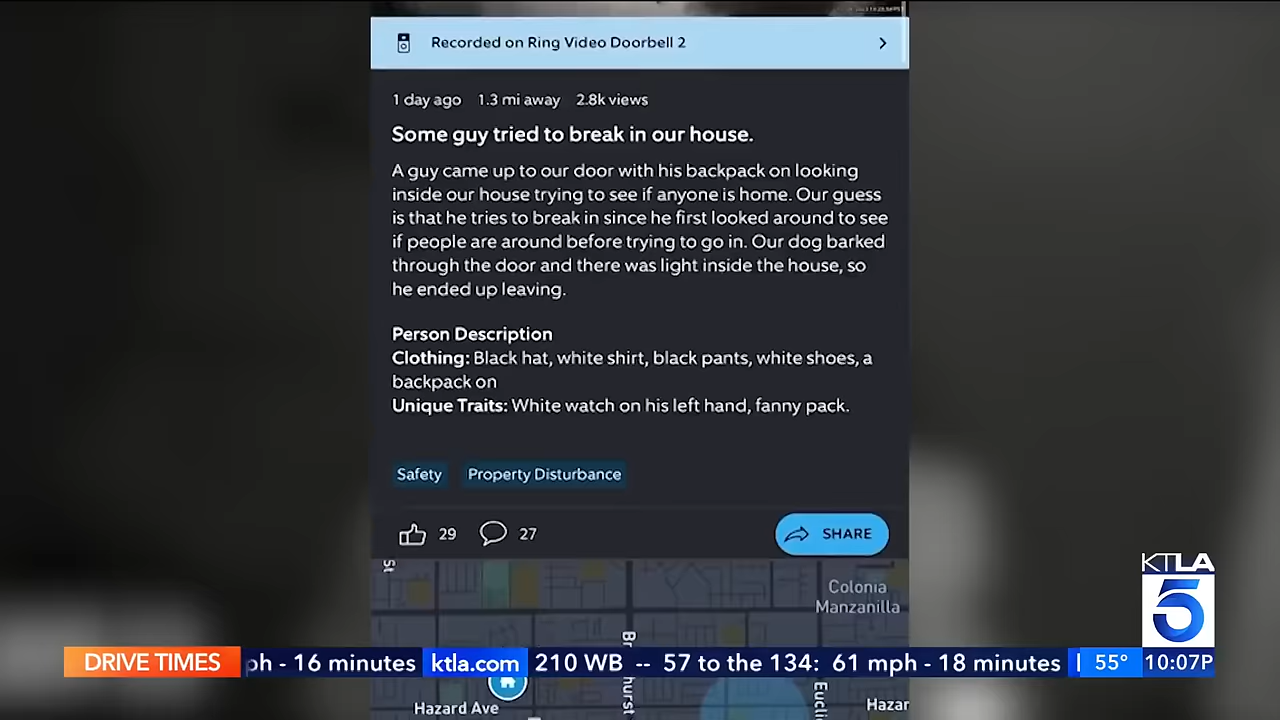 Recorded on Ring Video Doorbell 2
1 day ago 1.3 mi away 2.8k views
Some guy tried to break in our house.
A guy came up to our door with his backpack on looking
inside our house trying to see if anyone is home. Our guess
is that he tries to break in since he first looked around to see
if people are around before trying to go in. Our dog barked
through the door and there was light inside the house, so
he ended up leaving.
Person Description
Clothing: Black hat, white shirt, black pants, white shoes, a
backpack on
Unique Traits: White watch on his left hand, fanny pack.
Safety Property Disturbance
29 27 SHARE
St
Colonia
Manzanilla
KTLA
5
DRIVE TIMES ph - 16 minutes ktla.com 210 WB -- 57 to the 134: 61 mph - 18 minutes 55° 10:07P
Hazard Ave